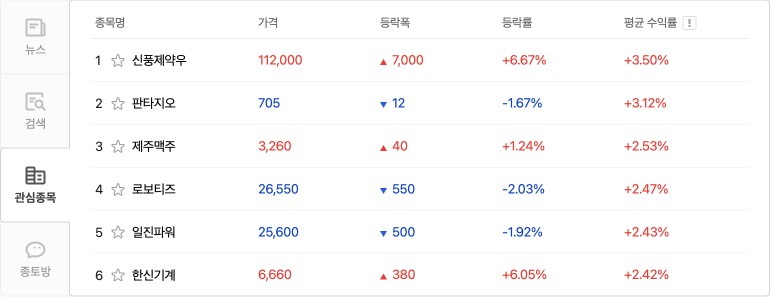 뉴스
검색
관심종목
종토방
종목명 가격 등락폭 등락률 평균 수익률 !
1 ☆ 신풍제약우 112,000 ▲ 7,000 +6.67% +3.50%
2 ☆ 판타지오 705 ▼ 12 -1.67% +3.12%
3 ☆ 제주맥주 3,260 ▲ 40 +1.24% +2.53%
4 ☆ 로보티즈 26,550 ▼ 550 -2.03% +2.47%
5 ☆ 일진파워 25,600 ▼ 500 -1.92% +2.43%
6 ☆ 한신기계 6,660 ▲ 380 +6.05% +2.42%